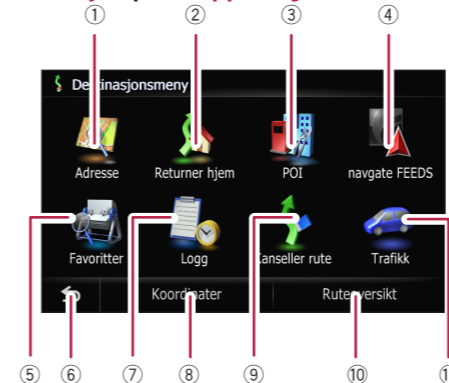 ① ② ③ ④
Destinasjonsmeny
Adresse Returner hjem POI navgate FEEDS
Favoritter Logg Kanseller rute Trafikk
Koordinater Ruteoversikt
⑤ ⑥ ⑦ ⑧ ⑨ ⑩